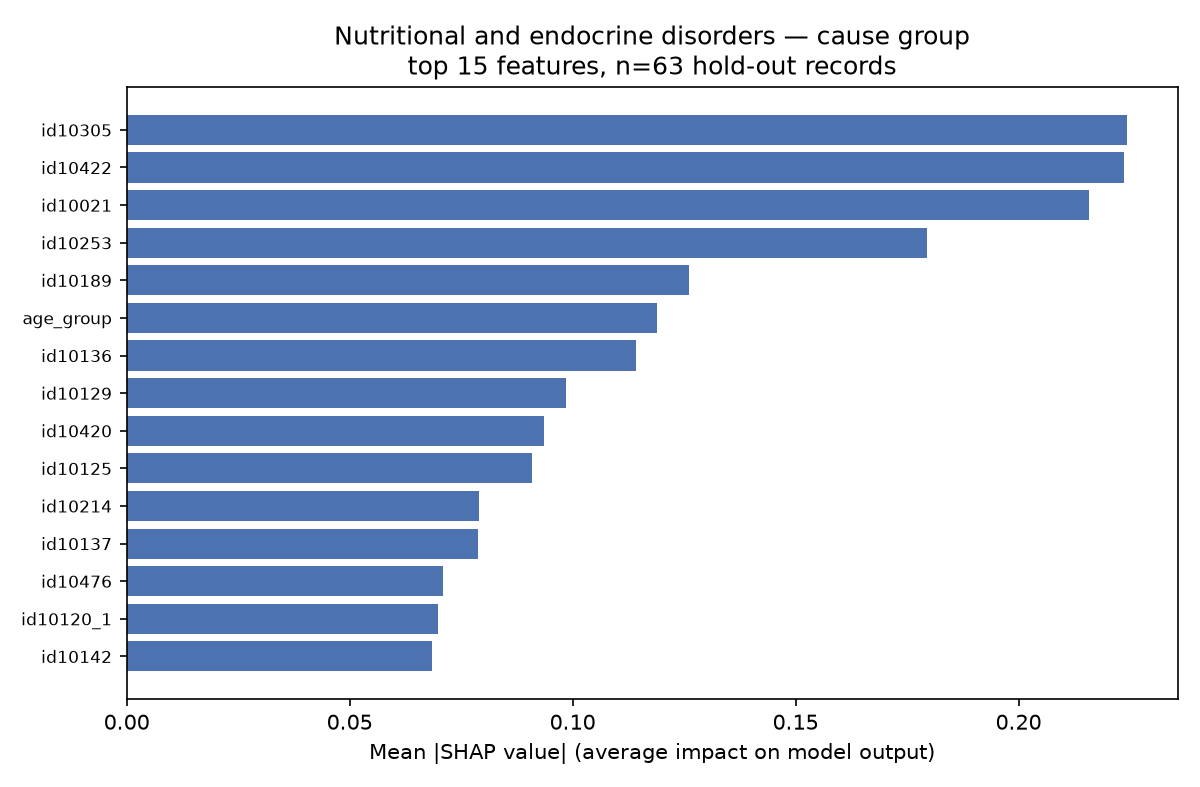 Nutritional and endocrine disorders — cause group
top 15 features, n=63 hold-out records
id10305
id10422
id10021
id10253
id10189
age_group
id10136
id10129
id10420
id10125
id10214
id10137
id10476
id10120_1
id10142
0.00 0.05 0.10 0.15 0.20
Mean |SHAP value| (average impact on model output)